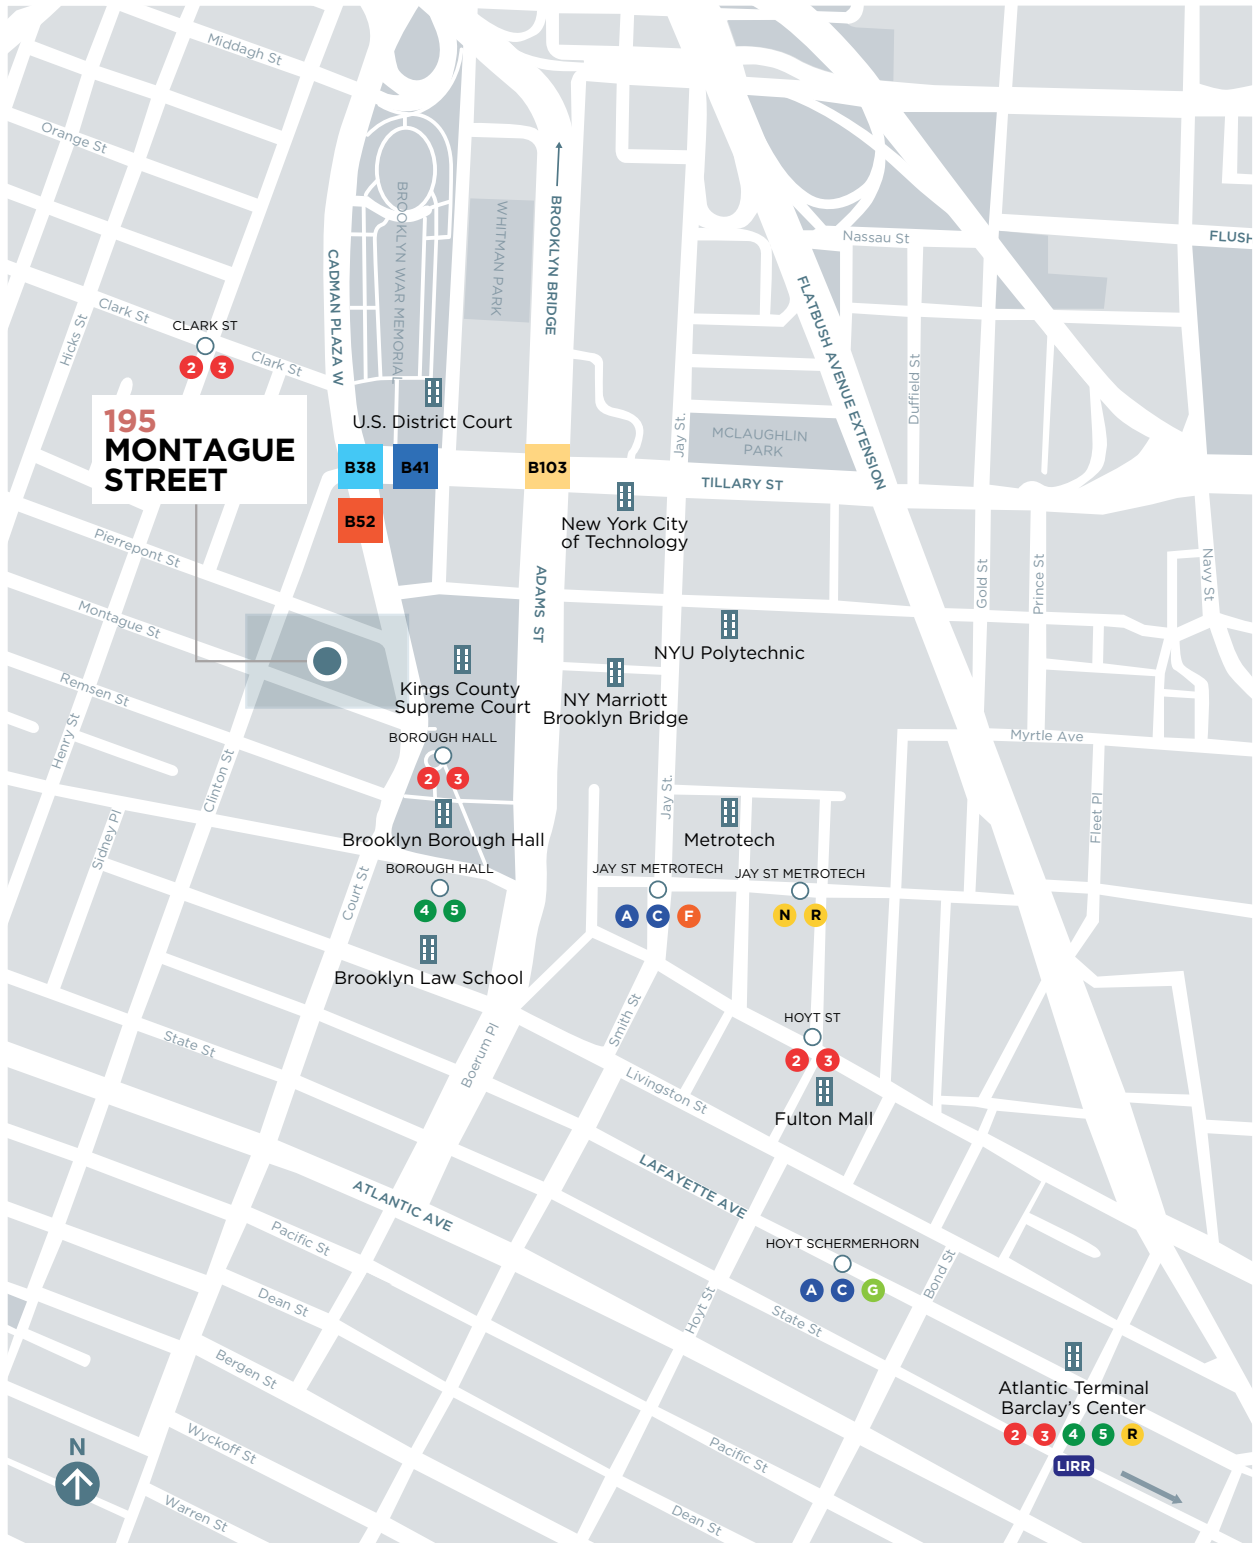 Middagh St
Orange St
BROOKLYN WAR MEMORIAL
WHITMAN PARK
BROOKLYN BRIDGE
CADMAN PLAZA W
Nassau St
FLUSH
FLATBUSH AVENUE EXTENSION
Clark St
Hicks St
CLARK ST
2 3
Clark St
Duffield St
195
MONTAGUE
STREET
U.S. District Court
Jay St.
MCLAUGHLIN
PARK
B38 B41 B103
B52
TILLARY ST
New York City
of Technology
Pierrepont St
ADAMS ST
Gold St
Prince St
Navy St
Montague St
NYU Polytechnic
Kings County
Supreme Court
NY Marriott
Brooklyn Bridge
Remsen St
Henry St
Clinton St
BOROUGH HALL
2 3
Myrtle Ave
Jay St.
Fleet Pl
Sidney Pl
Brooklyn Borough Hall
Metrotech
Court St
BOROUGH HALL
4 5
JAY ST METROTECH
A C F
JAY ST METROTECH
N R
Brooklyn Law School
Smith St
HOYT ST
2 3
Fulton Mall
State St
Boerum Pl
Livingston St
LAFAYETTE AVE
ATLANTIC AVE
Pacific St
HOYT SCHERMERHORN
A C G
Bond St
Hoyt St
State St
Dean St
Bergen St
Atlantic Terminal
Barclay's Center
2 3 4 5 R
LIRR
N
Wyckoff St
Warren St
Pacific St
Dean St